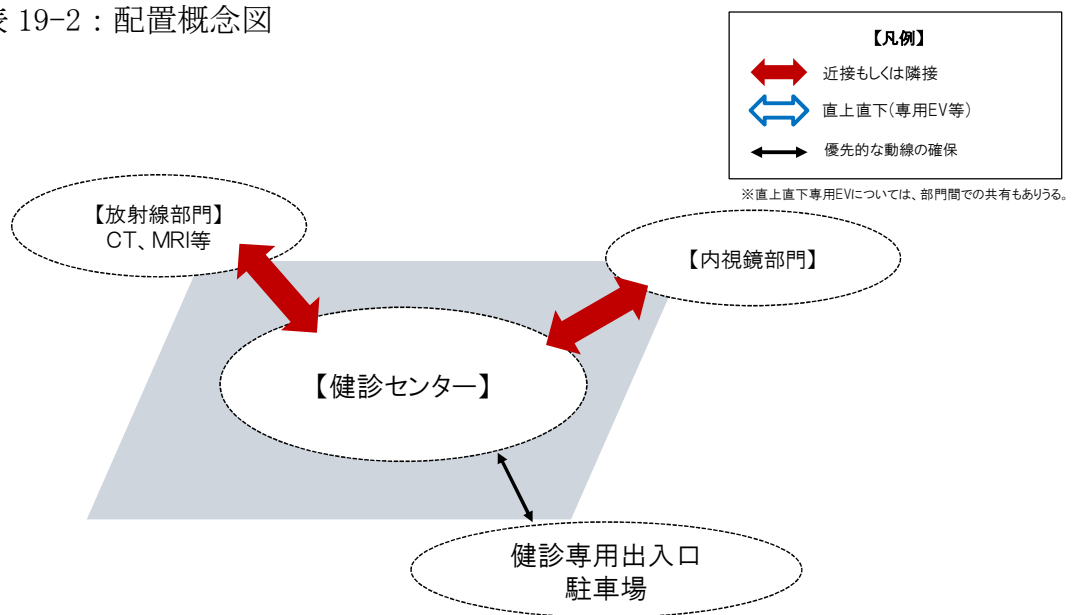 表 19-2：配置概念図
【凡例】
近接もしくは隣接
直上直下(専用EV等)
優先的な動線の確保
※直上直下専用EVについては、部門間での共有もありうる。
【放射線部門】
CT、MRI等
【内視鏡部門】
【健診センター】
健診専用出入口
駐車場